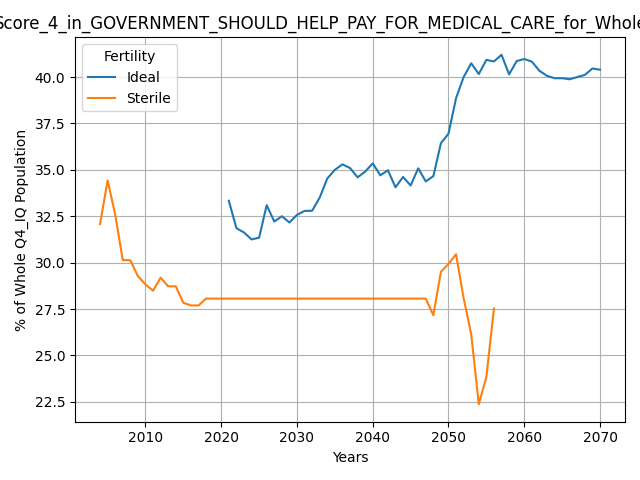 Score_4_in_GOVERNMENT_SHOULD_HELP_PAY_FOR_MEDICAL_CARE_for_Whole
Fertility
Ideal
Sterile
% of Whole Q4_IQ Population
40.0
37.5
35.0
32.5
30.0
27.5
25.0
22.5
2010 2020 2030 2040 2050 2060 2070
Years